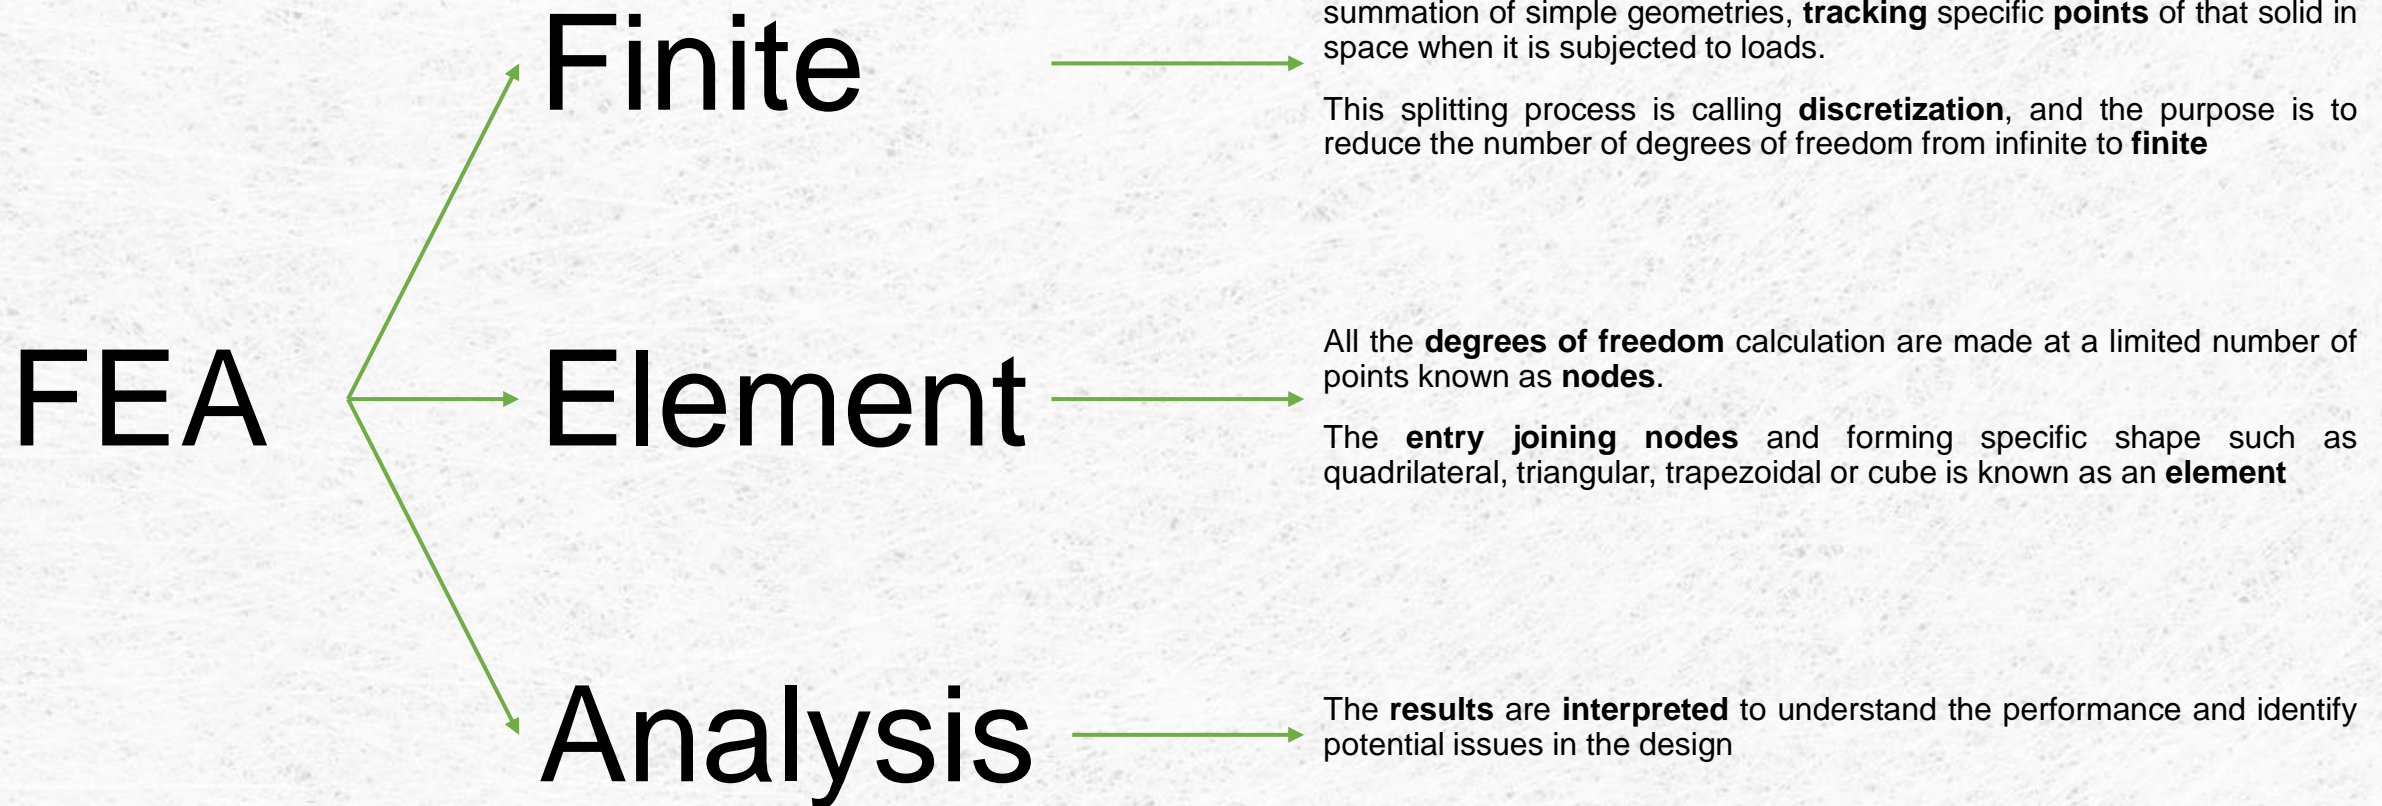 Finite
summation of simple geometries, tracking specific points of that solid in
space when it is subjected to loads.
This splitting process is calling discretization, and the purpose is to
reduce the number of degrees of freedom from infinite to finite
FEA
Element
All the degrees of freedom calculation are made at a limited number of
points known as nodes.
The entry joining nodes and forming specific shape such as
quadrilateral, triangular, trapezoidal or cube is known as an element
Analysis
The results are interpreted to understand the performance and identify
potential issues in the design